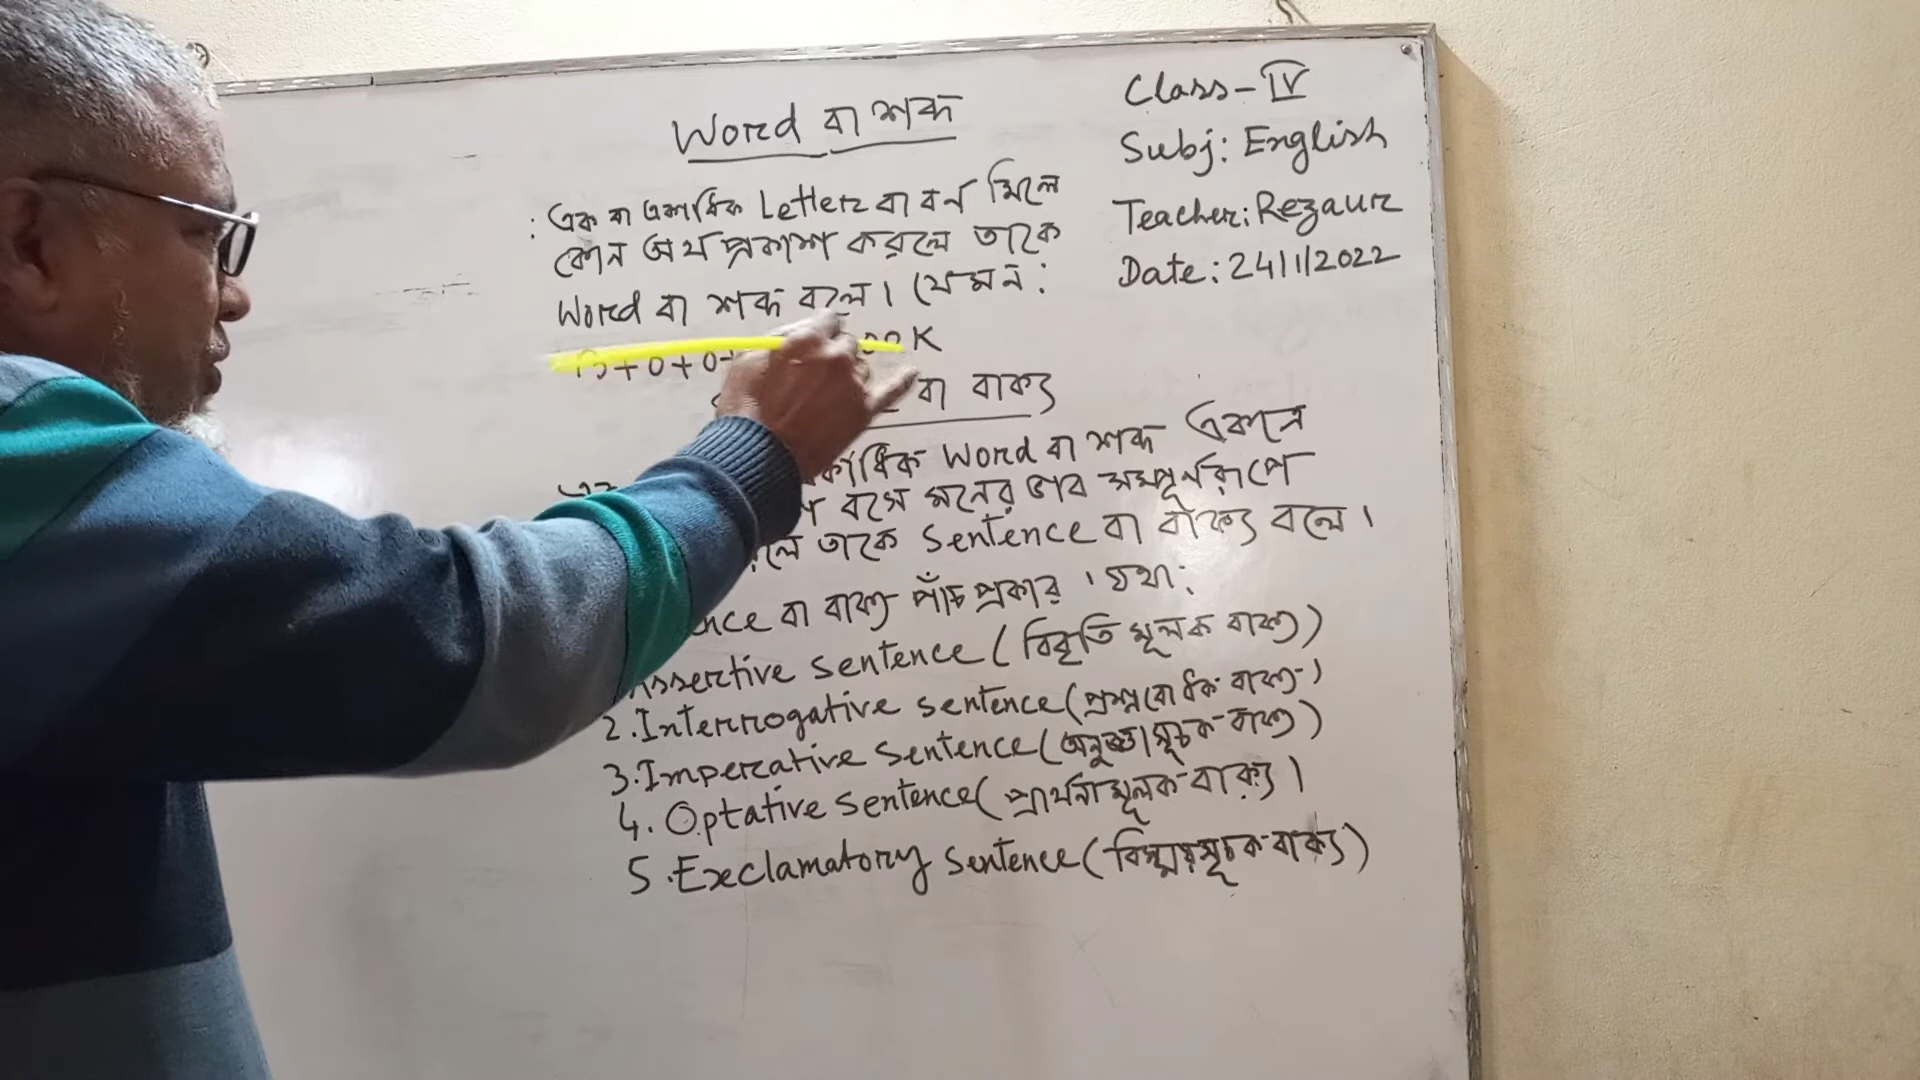 Word বা শব্দ
Class-IV
Subj: English
Teacher: Rezaur
Date: 24/1/2022
: এক বা একাধিক Letter বা বর্ন মিলে
কোন অর্থ প্রকাশ করলে তাকে
Word বা শব্দ বলে। যেমন:
B+o+o+ K
বা বাক্য
Word বা শব্দ একত্রে
বসে মনের ভাব সম্পূর্নরূপে
তাকে Sentence বা বাক্য বলে।
বা বাক্য পাঁচ প্রকার । যথা:
Assertive Sentence (বিবৃতি মূলক বাক্য)
2.Interrogative Sentence (প্রশ্নবোধক বাক্য)
3.Imperative Sentence (অনুজ্ঞাসূচক বাক্য)
4. Optative Sentence( প্রার্থনামূলক বাক্য)
5.Exclamatory Sentence (বিস্ময়সূচক বাক্য)